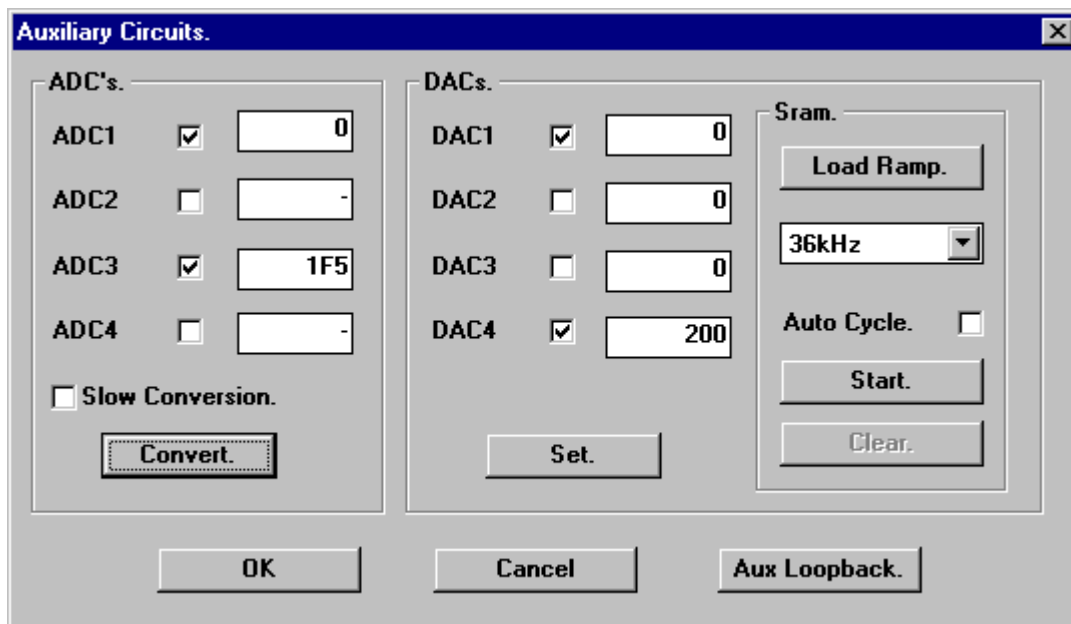 Auxiliary Circuits.
ADC's.
ADC1 0
ADC2 -
ADC3 1F5
ADC4 -
Slow Conversion.
Convert.
DACs.
DAC1 0
DAC2 0
DAC3 0
DAC4 200
Set.
Sram.
Load Ramp.
36kHz
Auto Cycle.
Start.
Clear.
OK
Cancel
Aux Loopback.